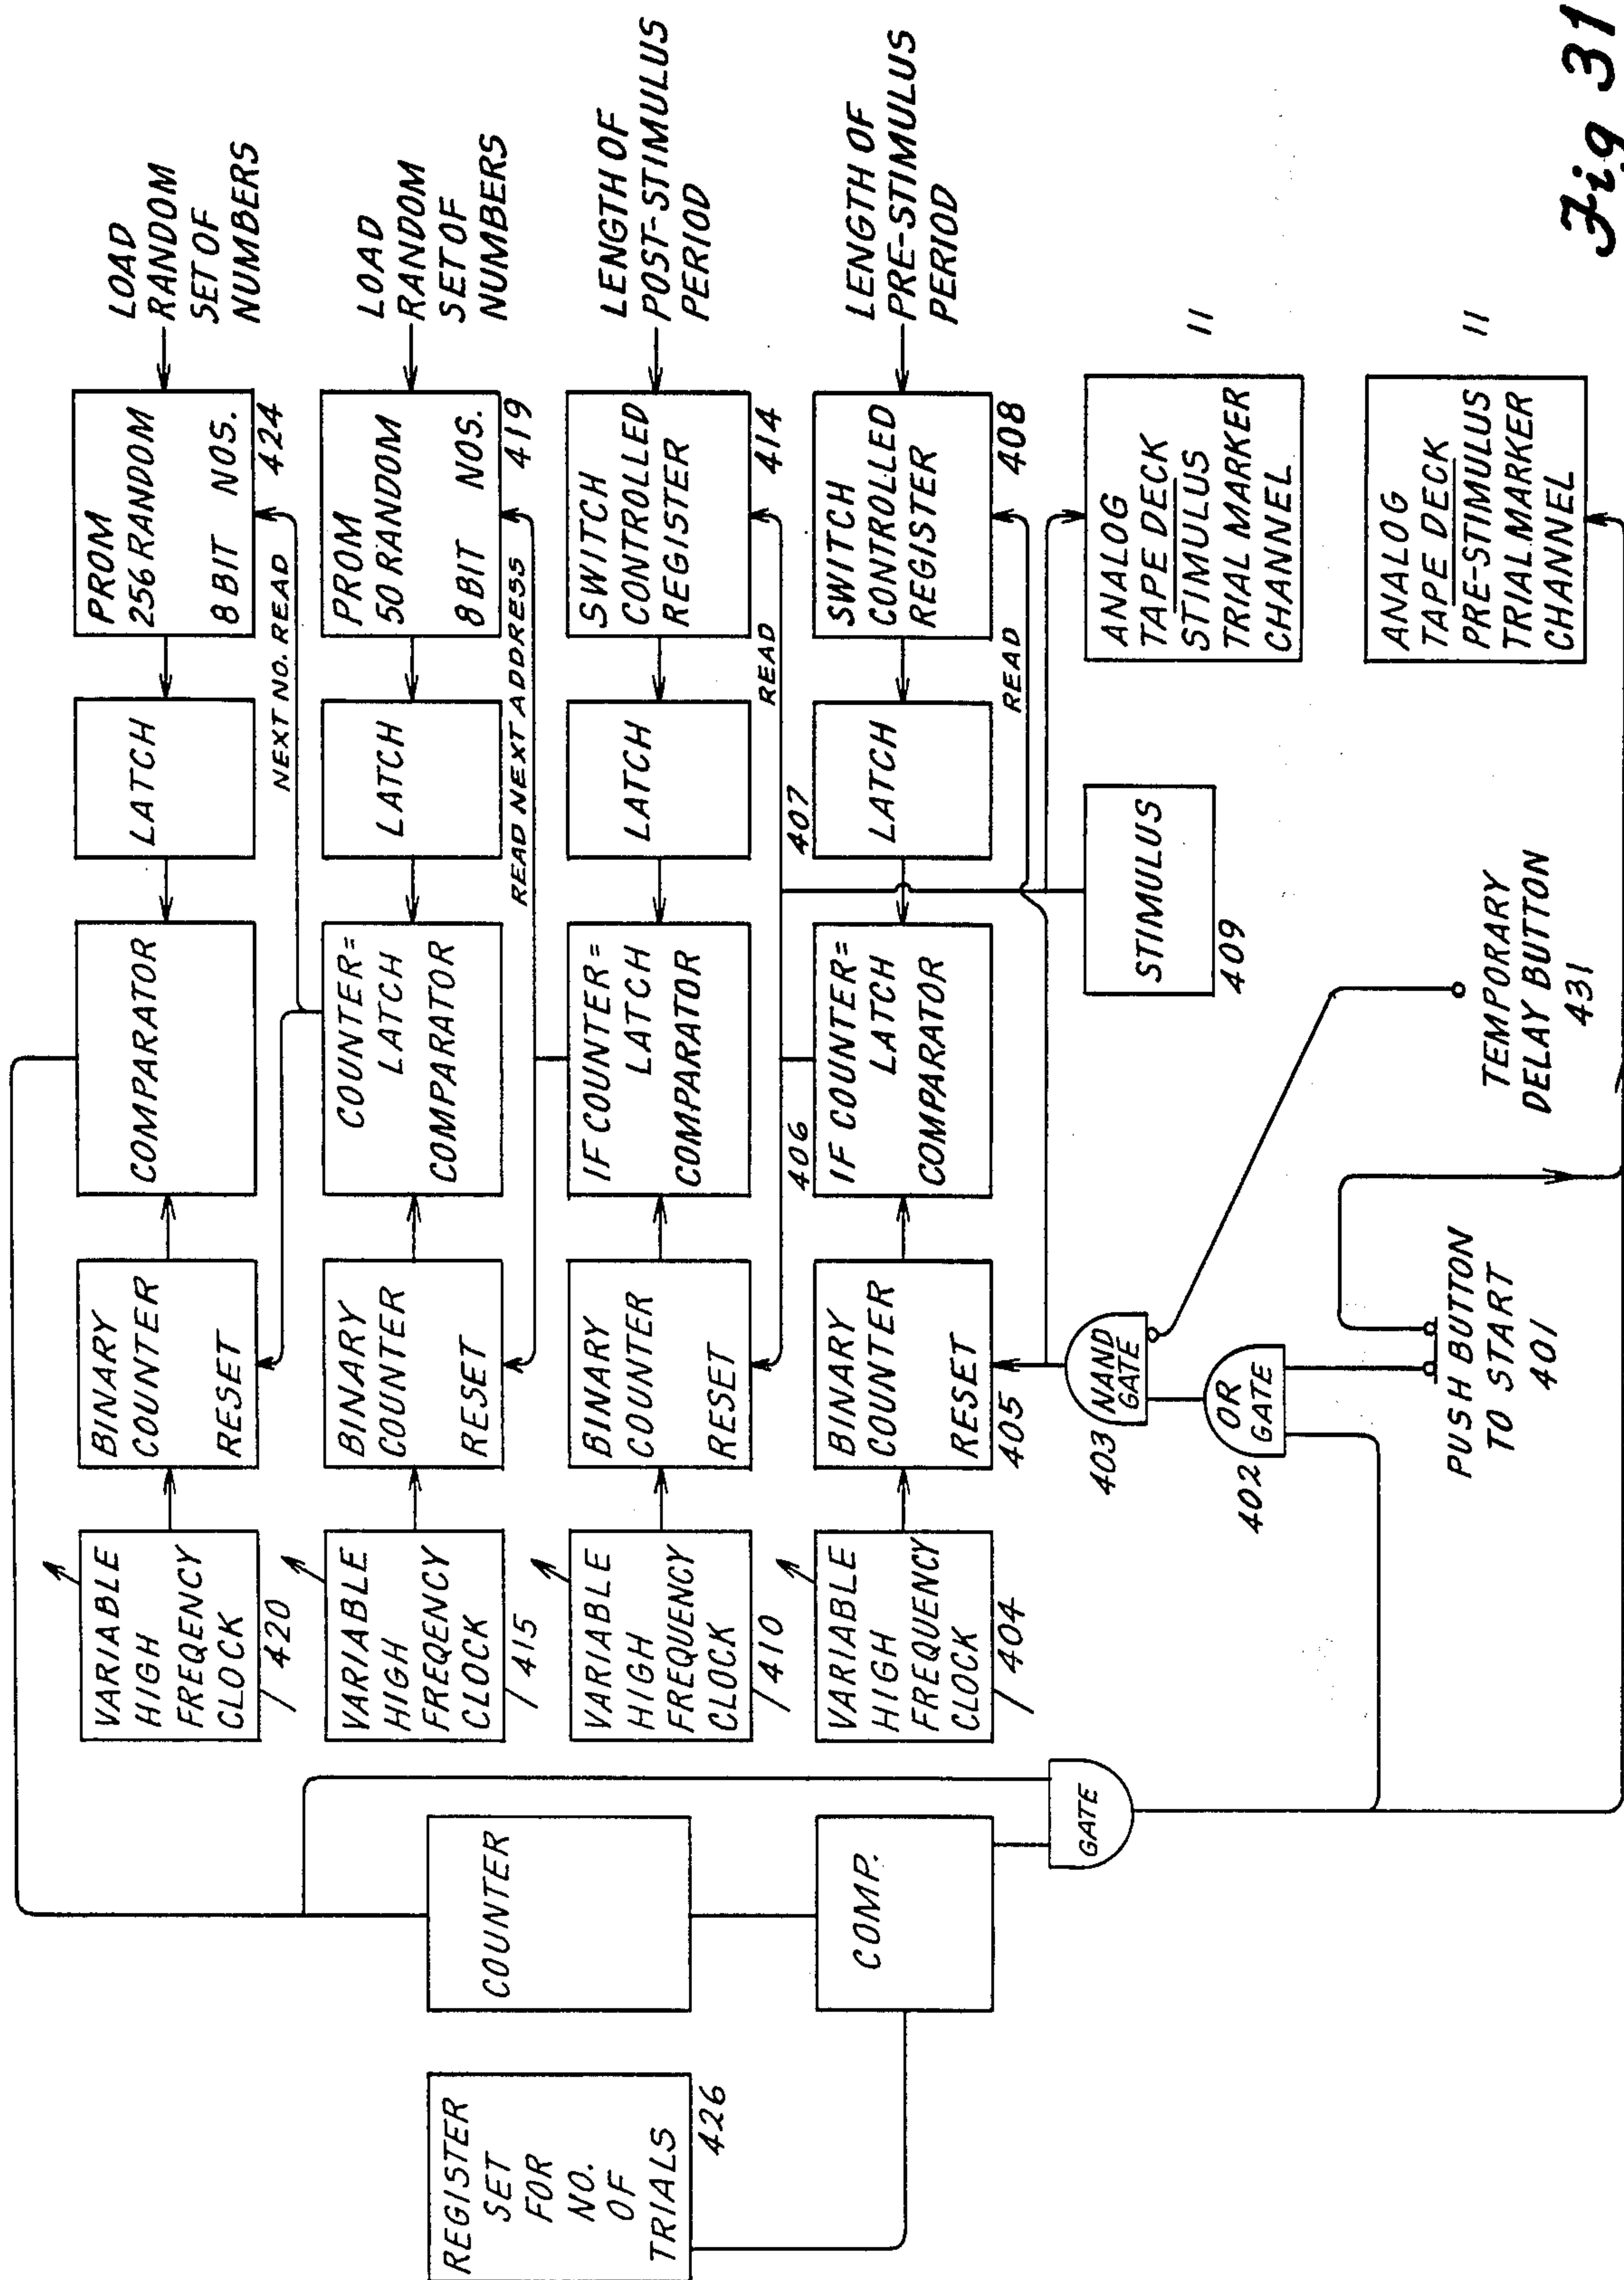 LOAD
RANDOM
SET OF
NUMBERS
PROM
256 RANDOM
8 BIT NOS.
424
LATCH
NEXT NO. READ
COMPARATOR
BINARY
COUNTER
RESET
VARIABLE
HIGH
FREQENCY
CLOCK
420
LOAD
RANDOM
SET OF
NUMBERS
PROM
50 RANDOM
8 BIT NOS.
419
LATCH
READ NEXT ADDRESS
COUNTER=
LATCH
COMPARATOR
BINARY
COUNTER
RESET
VARIABLE
HIGH
FREQUENCY
CLOCK
415
LENGTH OF
POST-STIMULUS
PERIOD
SWITCH
CONTROLLED
REGISTER
414
LATCH
READ
IF COUNTER=
LATCH
COMPARATOR
BINARY
COUNTER
RESET
VARIABLE
HIGH
FREQUENCY
CLOCK
410
LENGTH OF
PRE-STIMULUS
PERIOD
SWITCH
CONTROLLED
REGISTER
408
407
LATCH
READ
406
IF COUNTER=
LATCH
COMPARATOR
BINARY
COUNTER
RESET
405
VARIABLE
HIGH
FREQUENCY
CLOCK
404
ANALOG
TAPE DECK
STIMULUS
TRIAL MARKER
CHANNEL
11
ANALOG
TAPE DECK
PRE-STIMULUS
TRIAL MARKER
CHANNEL
11
STIMULUS
409
TEMPORARY
DELAY BUTTON
431
NAND
GATE
403
OR
GATE
402
PUSH BUTTON
TO START
401
GATE
COUNTER
COMP.
REGISTER
SET
FOR
NO.
OF
TRIALS
426
Fig 31